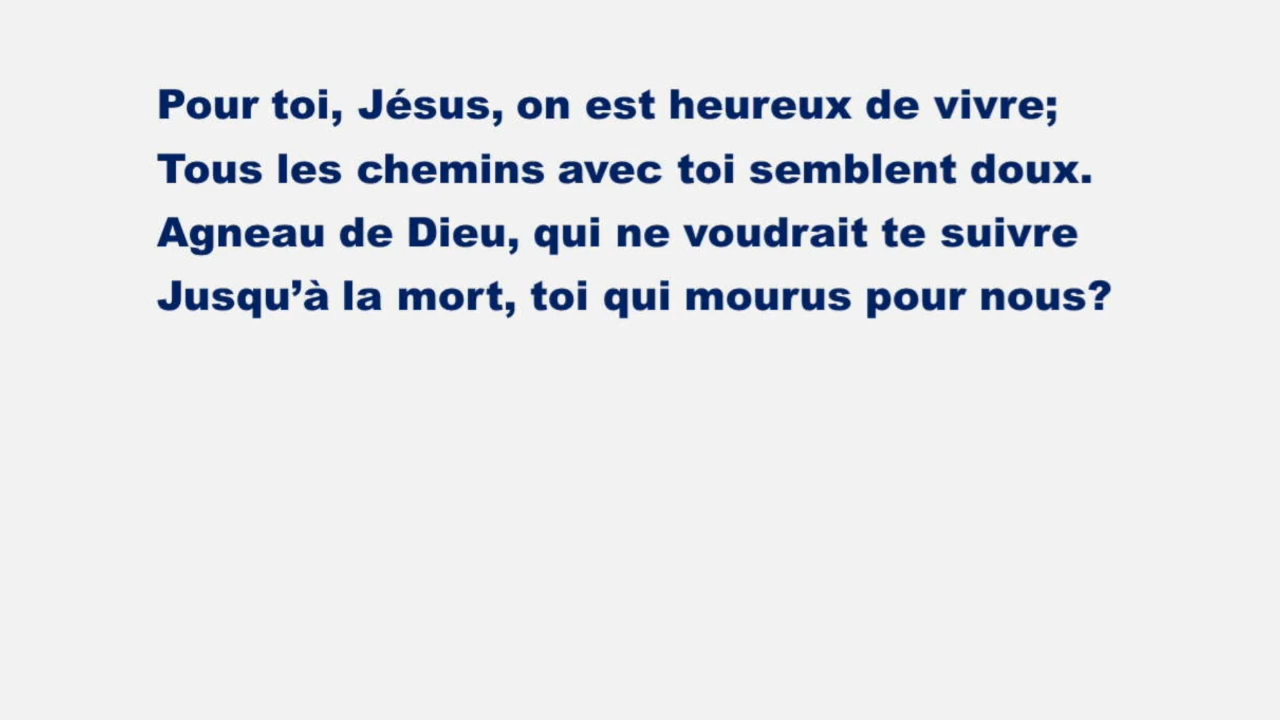 Pour toi, Jésus, on est heureux de vivre;
Tous les chemins avec toi semblent doux.
Agneau de Dieu, qui ne voudrait te suivre
Jusqu’à la mort, toi qui mourus pour nous?